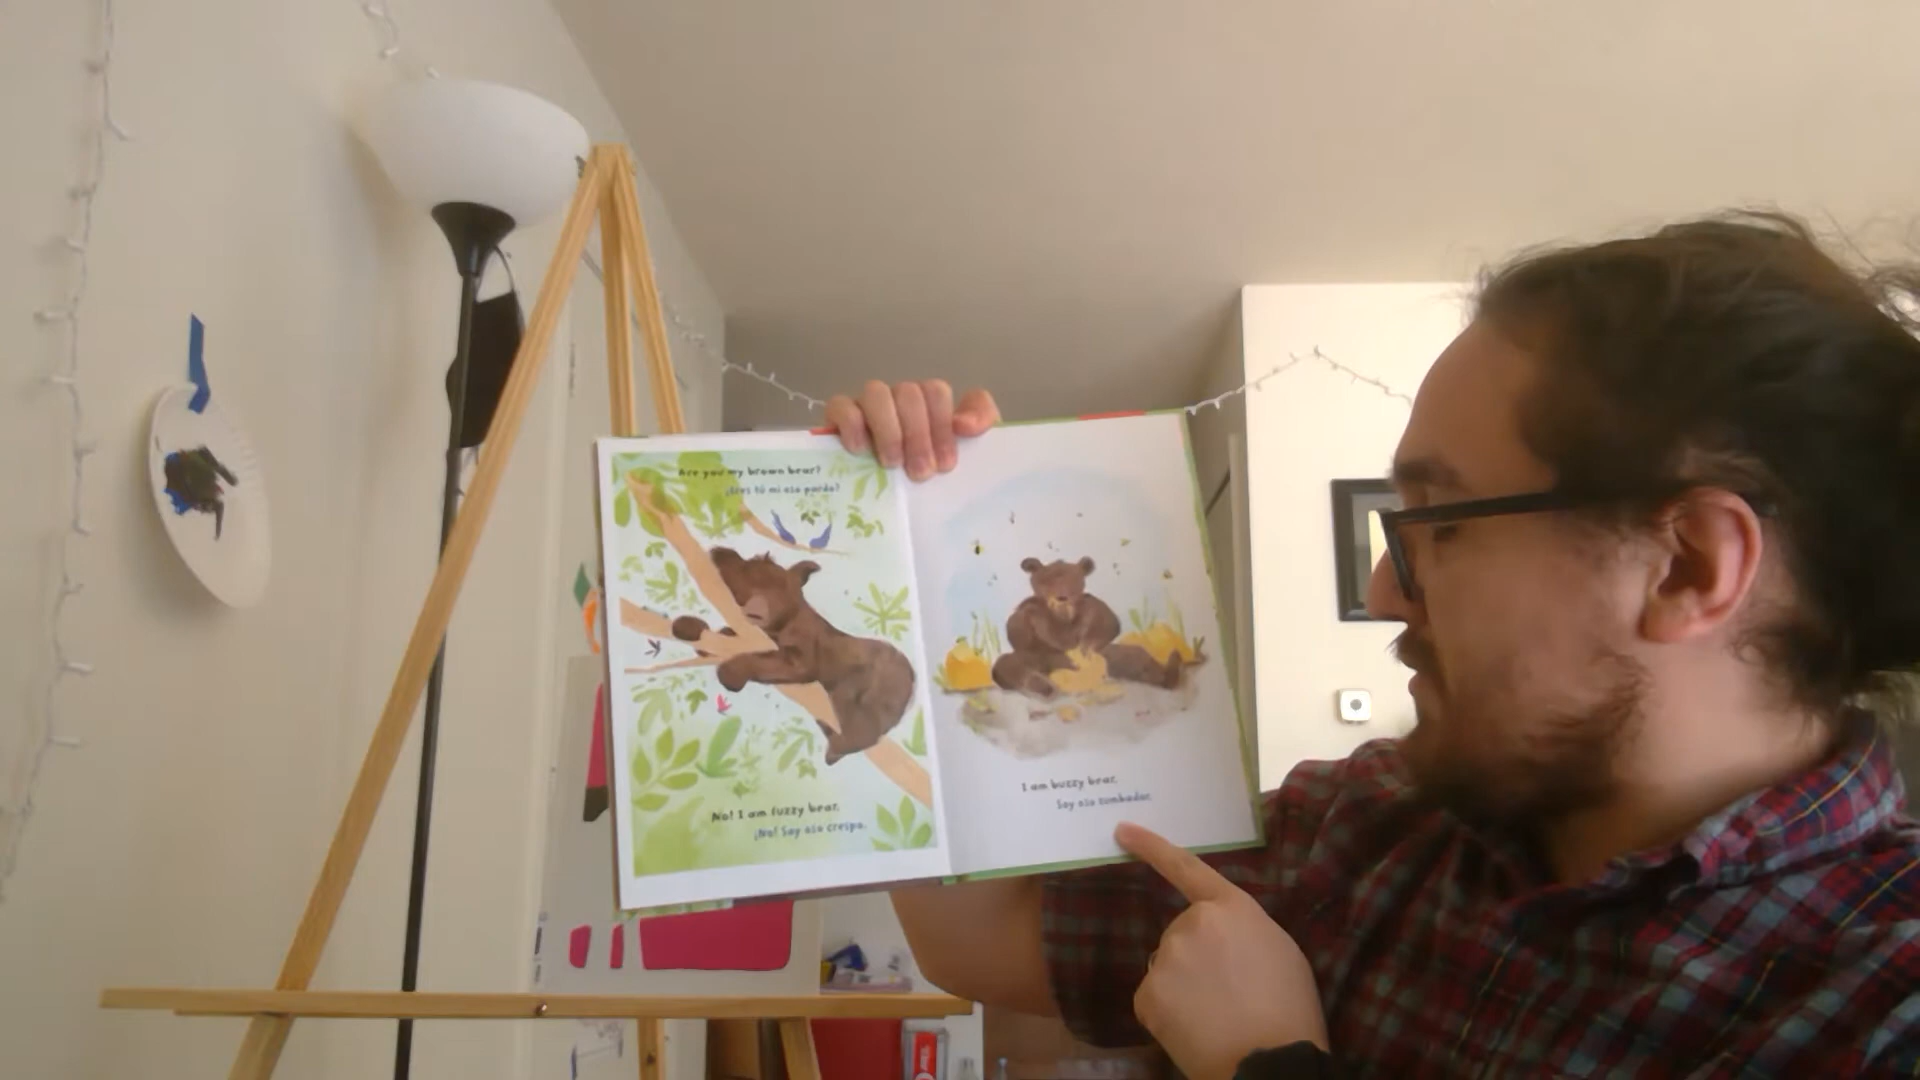 Are you my brown bear?
¿Eres tú mi oso pardo?
No! I am fuzzy bear.
¡No! Soy oso crespo.
I am buzzy bear.
Soy oso zumbador.